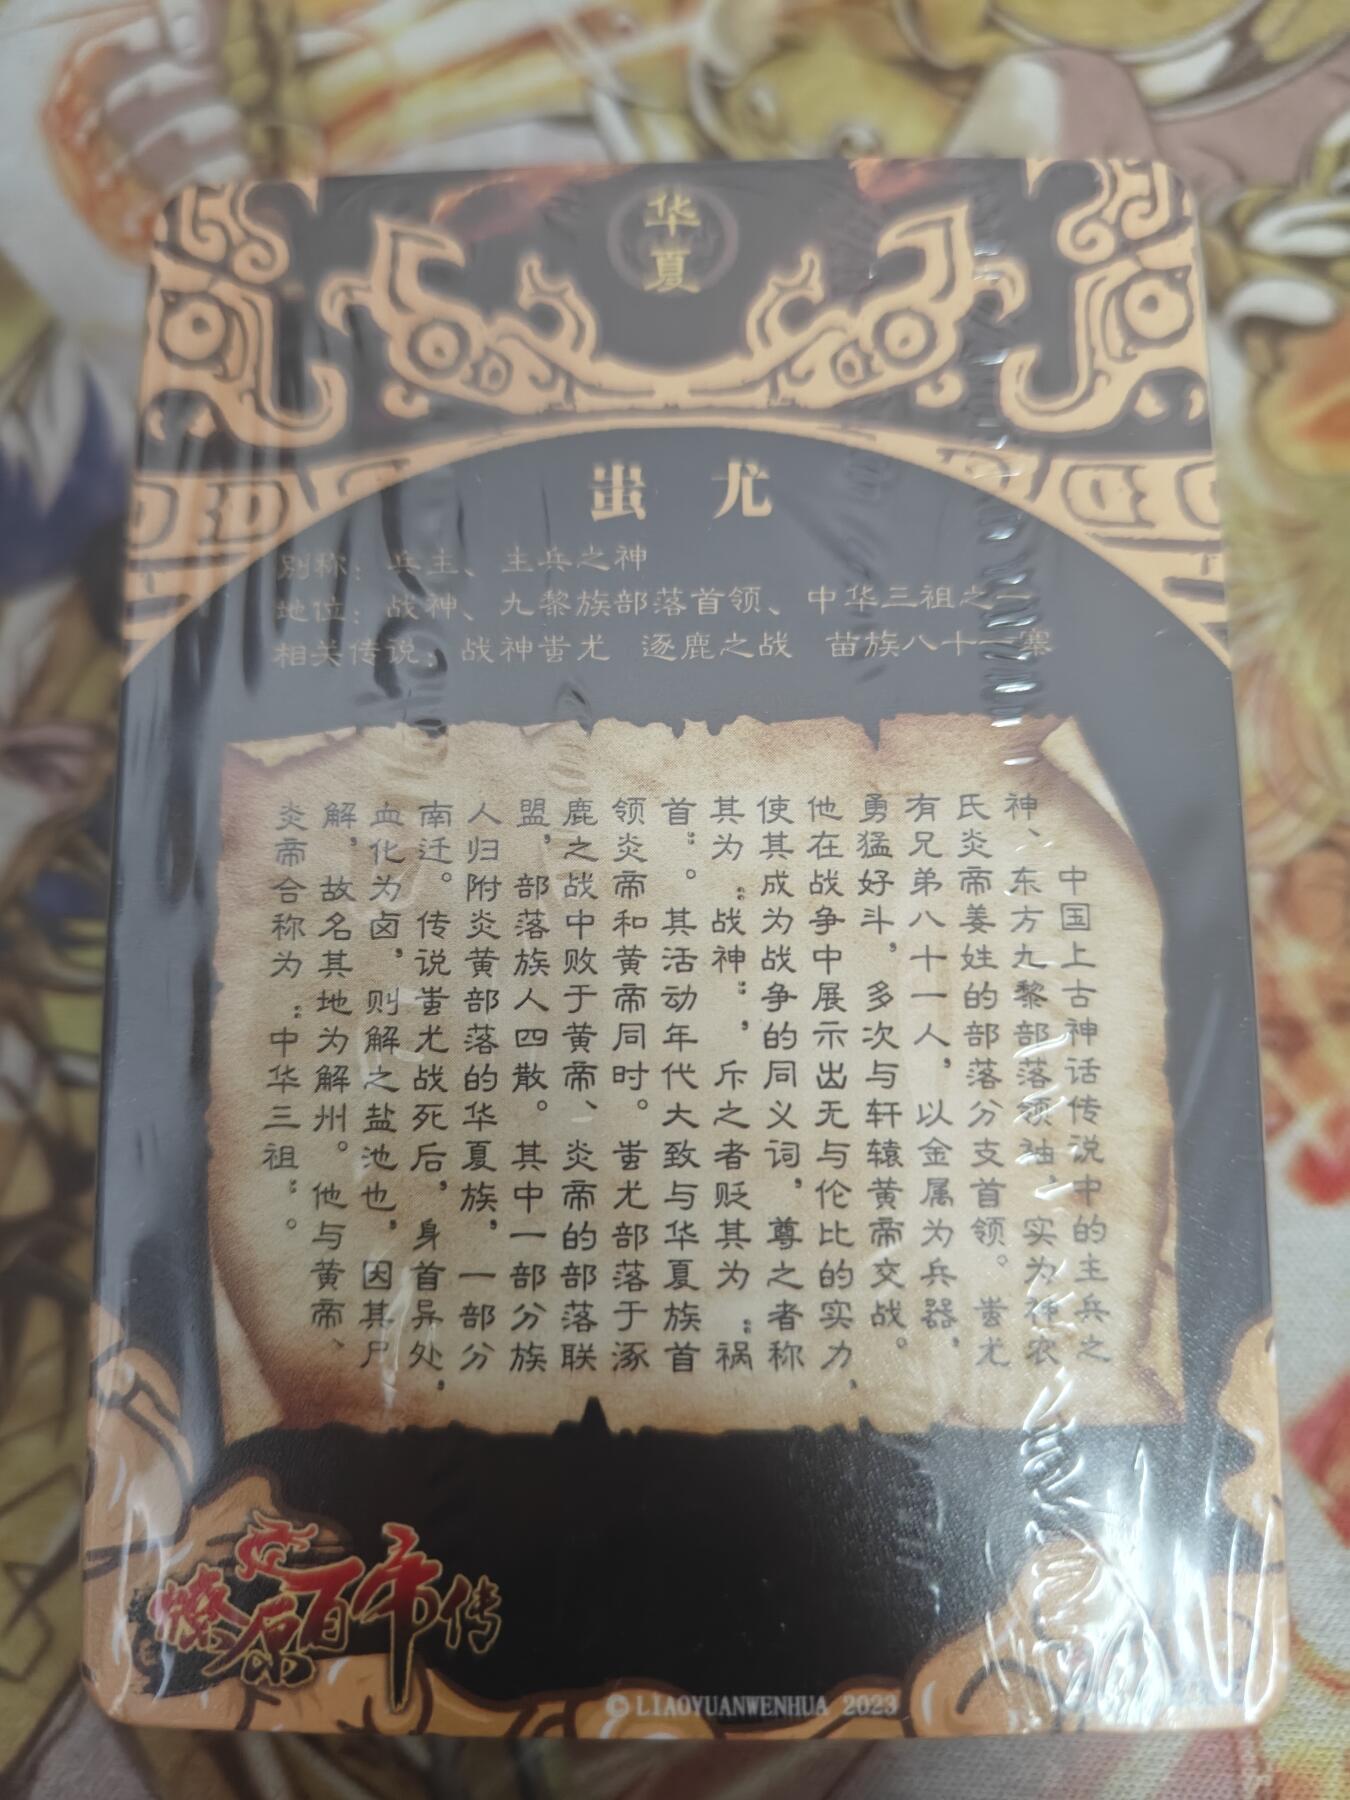 华夏
蚩尤
别称：兵主、主兵之神
地位：战神、九黎族部落首领、中华三祖之一
相关传说：战神蚩尤 逐鹿之战 苗族八十一寨
中国上古神话传说中的主兵之
神、东方九黎部落领袖，实为神农
氏炎帝姜姓的部落分支首领。蚩尤
有兄弟八十一人，以金属为兵器，
勇猛好斗，多次与轩辕黄帝交战。
他在战争中展示出无与伦比的实力，
使其成为战争的同义词，尊之者称
其为“战神”，斥之者贬其为“祸
首”。其活动年代大致与华夏族首
领炎帝和黄帝同时。蚩尤部落于涿
鹿之战中败于黄帝、炎帝的部落联
盟，部落族人四散。其中一部分族
人归附炎黄部落的华夏族，一部分
南迁。传说蚩尤战死后，身首异处，
血化为卤，则解之盐池也，因其尸
解，故名其地为解州。他与黄帝、
炎帝合称为“中华三祖”。
燎原百帝传
© LIAOYUANWENHUA 2023